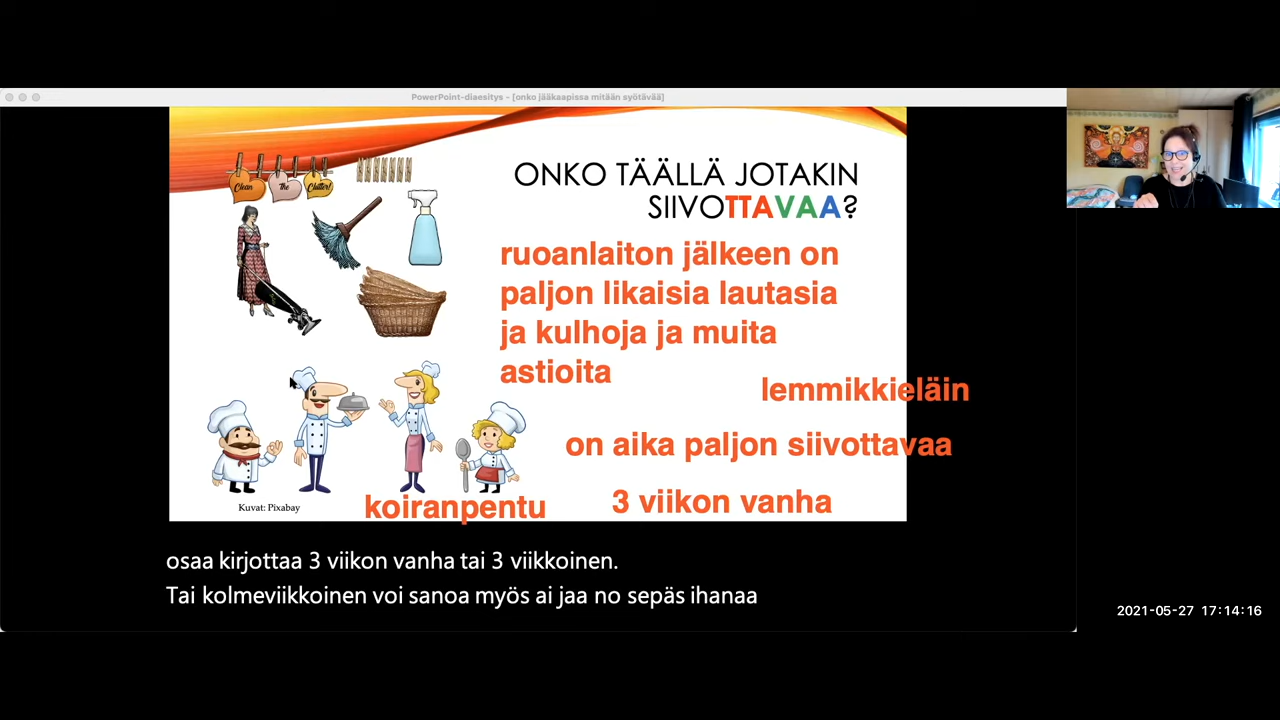 PowerPoint-diaesitys - [onko jääkaapissa mitään syötävää]
Clean the Clutter!
ONKO TÄÄLLÄ JOTAKIN
SIIVOTTAVAA?
ruoanlaiton jälkeen on
paljon likaisia lautasia
ja kulhoja ja muita
astioita
lemmikkieläin
on aika paljon siivottavaa
3 viikon vanha
koiranpentu
Kuvat: Pixabay
osaa kirjottaa 3 viikon vanha tai 3 viikkoinen.
Tai kolmeviikkoinen voi sanoa myös ai jaa no sepäs ihanaa
2021-05-27 17:14:16